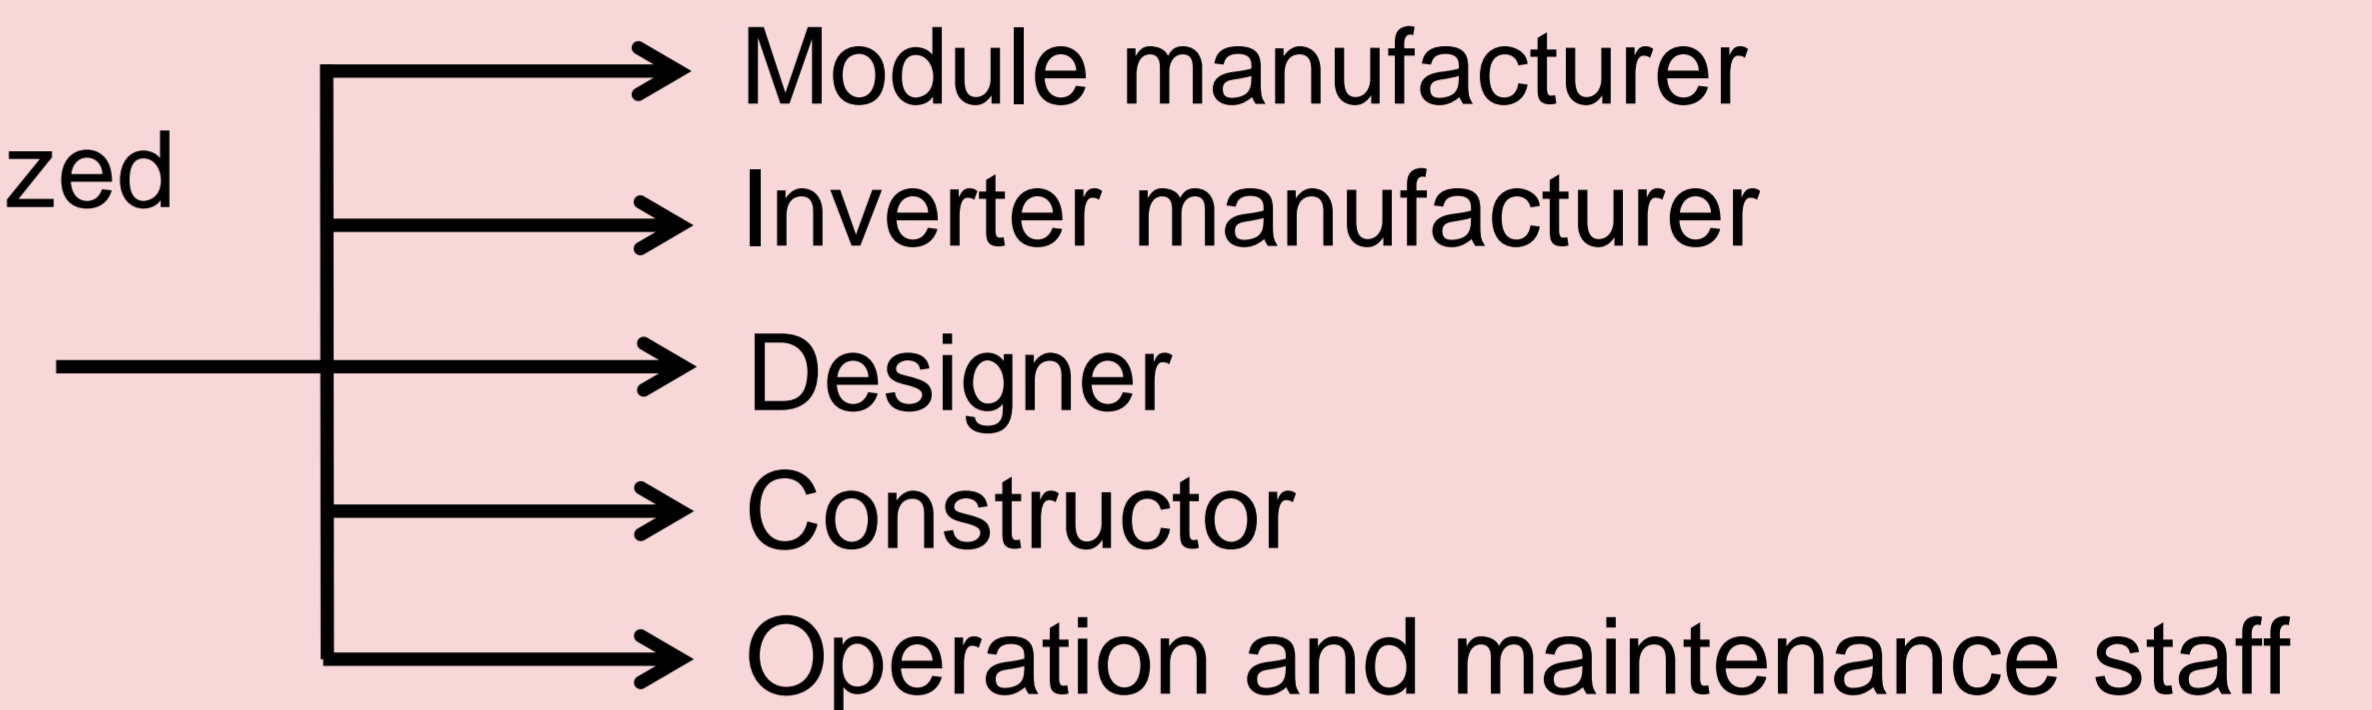 Module manufacturer
zed
Inverter manufacturer
Designer
Constructor
Operation and maintenance staff